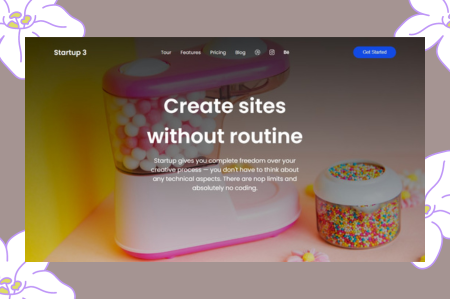 Startup 3
Tour Features Pricing Blog
Get Started
Create sites
without routine
Startup gives you complete freedom over your
creative process — you don't have to think about
any technical aspects. There are nop limits and
absolutely no coding.